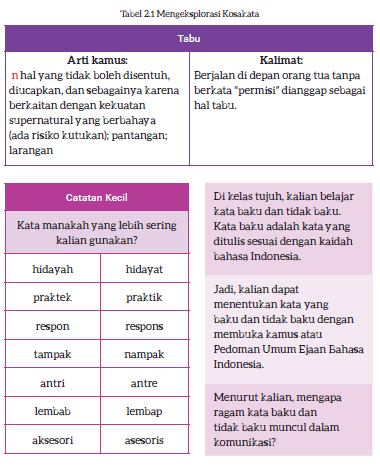 Tabel 2.1 Mengeksplorasi Kosakata
Tabu
Arti kamus:
n hal yang tidak boleh disentuh,
diucapkan, dan sebagainya karena
berkaitan dengan kekuatan
supernatural yang berbahaya
(ada risiko kutukan); pantangan;
larangan
Kalimat:
Berjalan di depan orang tua tanpa
berkata “permisi” dianggap sebagai
hal tabu.
Catatan Kecil
Kata manakah yang lebih sering
kalian gunakan?
hidayah hidayat
praktek praktik
respon respons
tampak nampak
antri antre
lembab lembap
aksesori asesoris
Di kelas tujuh, kalian belajar
kata baku dan tidak baku.
Kata baku adalah kata yang
ditulis sesuai dengan kaidah
bahasa Indonesia.
Jadi, kalian dapat
menentukan kata yang
baku dan tidak baku dengan
membuka kamus atau
Pedoman Umum Ejaan Bahasa
Indonesia.
Menurut kalian, mengapa
ragam kata baku dan
tidak baku muncul dalam
komunikasi?